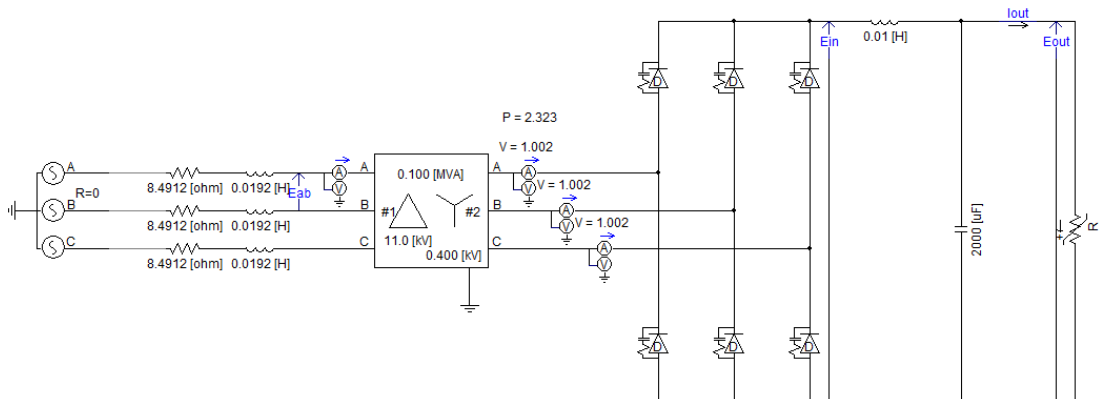 Iout
Ein
0.01 [H]
Eout
D
D
D
P = 2.323
V = 1.002
A
R=0
8.4912 [ohm]
0.0192 [H]
A
V
A
0.100 [MVA]
A
A
V
V = 1.002
Eab
B
8.4912 [ohm]
0.0192 [H]
B
#1
#2
B
A
V
V = 1.002
11.0 [kV]
C
8.4912 [ohm]
0.0192 [H]
C
0.400 [kV]
C
A
V
2000 [uF]
+
R
D
D
D